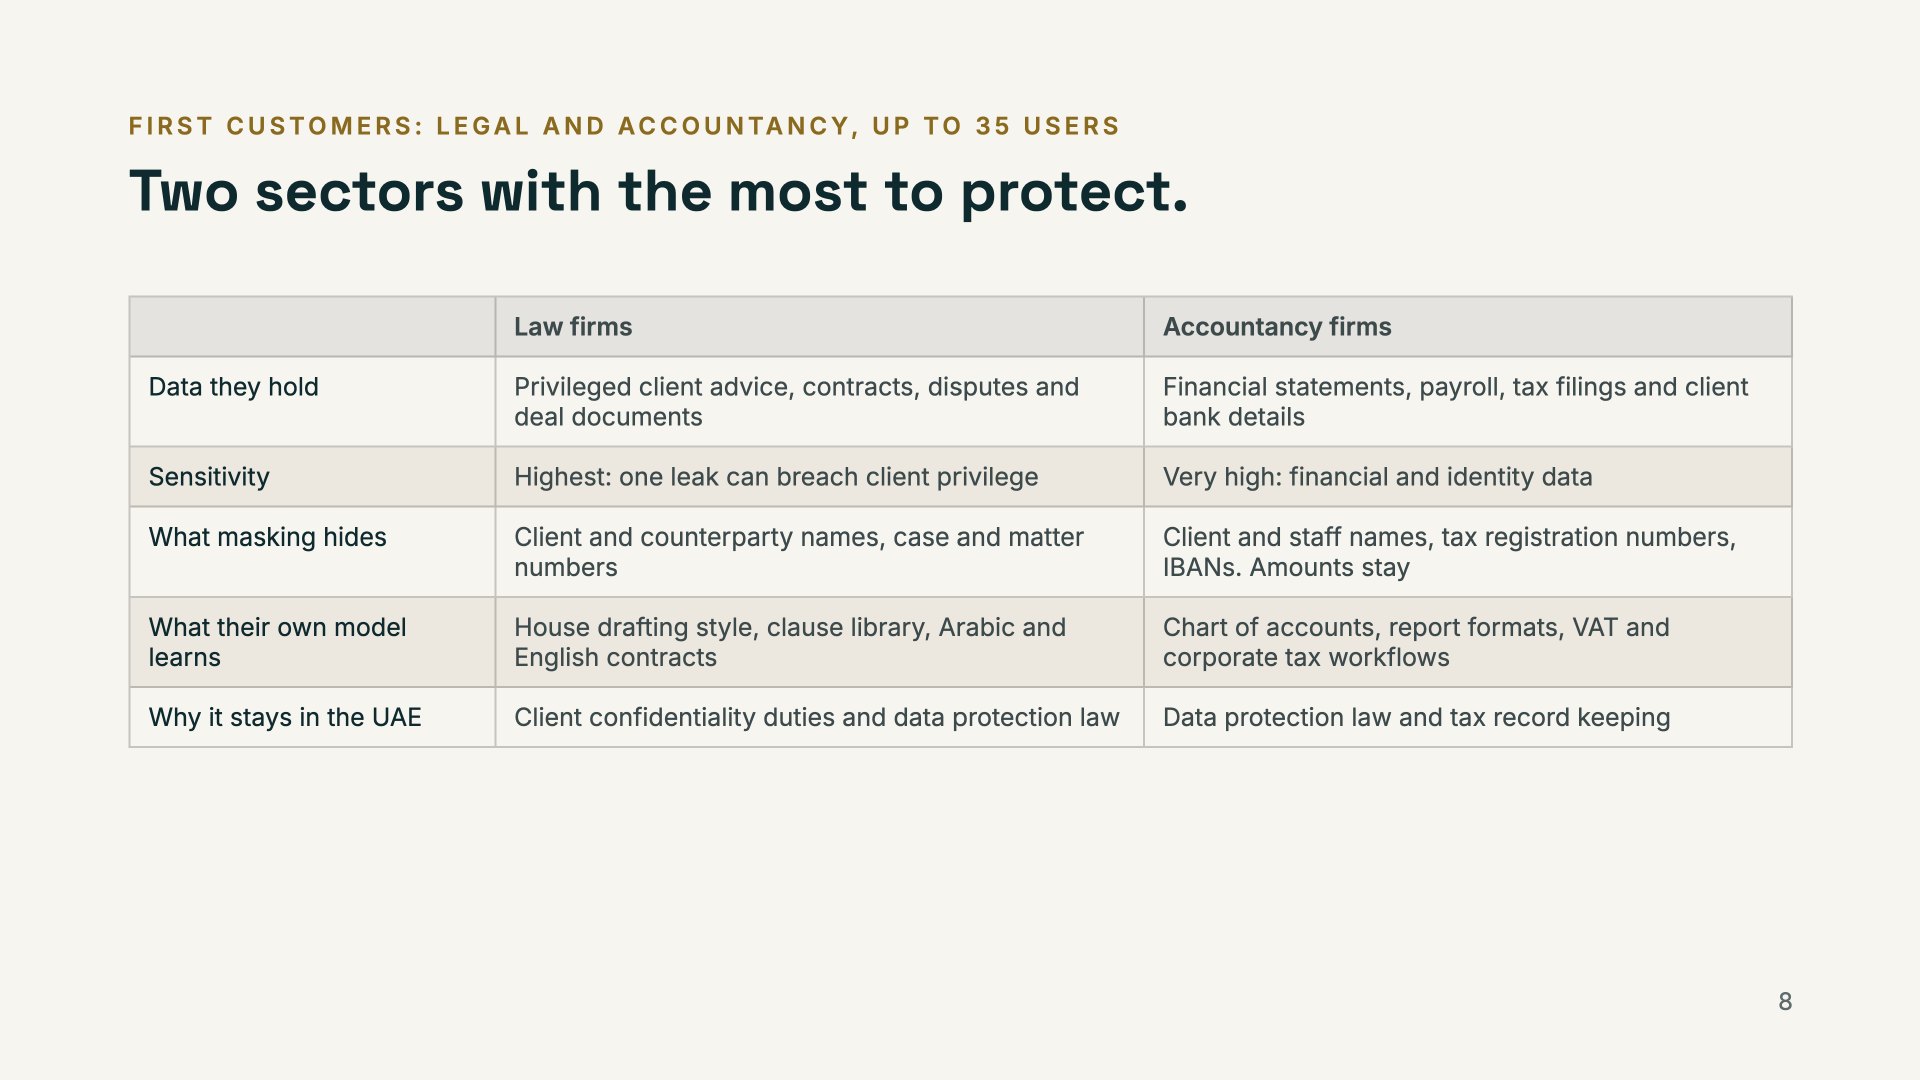 FIRST CUSTOMERS: LEGAL AND ACCOUNTANCY, UP TO 35 USERS
Two sectors with the most to protect.
Law firms
Accountancy firms
Data they hold
Privileged client advice, contracts, disputes and
deal documents
Financial statements, payroll, tax filings and client
bank details
Sensitivity
Highest: one leak can breach client privilege
Very high: financial and identity data
What masking hides
Client and counterparty names, case and matter
numbers
Client and staff names, tax registration numbers,
IBANs. Amounts stay
What their own model
learns
House drafting style, clause library, Arabic and
English contracts
Chart of accounts, report formats, VAT and
corporate tax workflows
Why it stays in the UAE
Client confidentiality duties and data protection law
Data protection law and tax record keeping
8